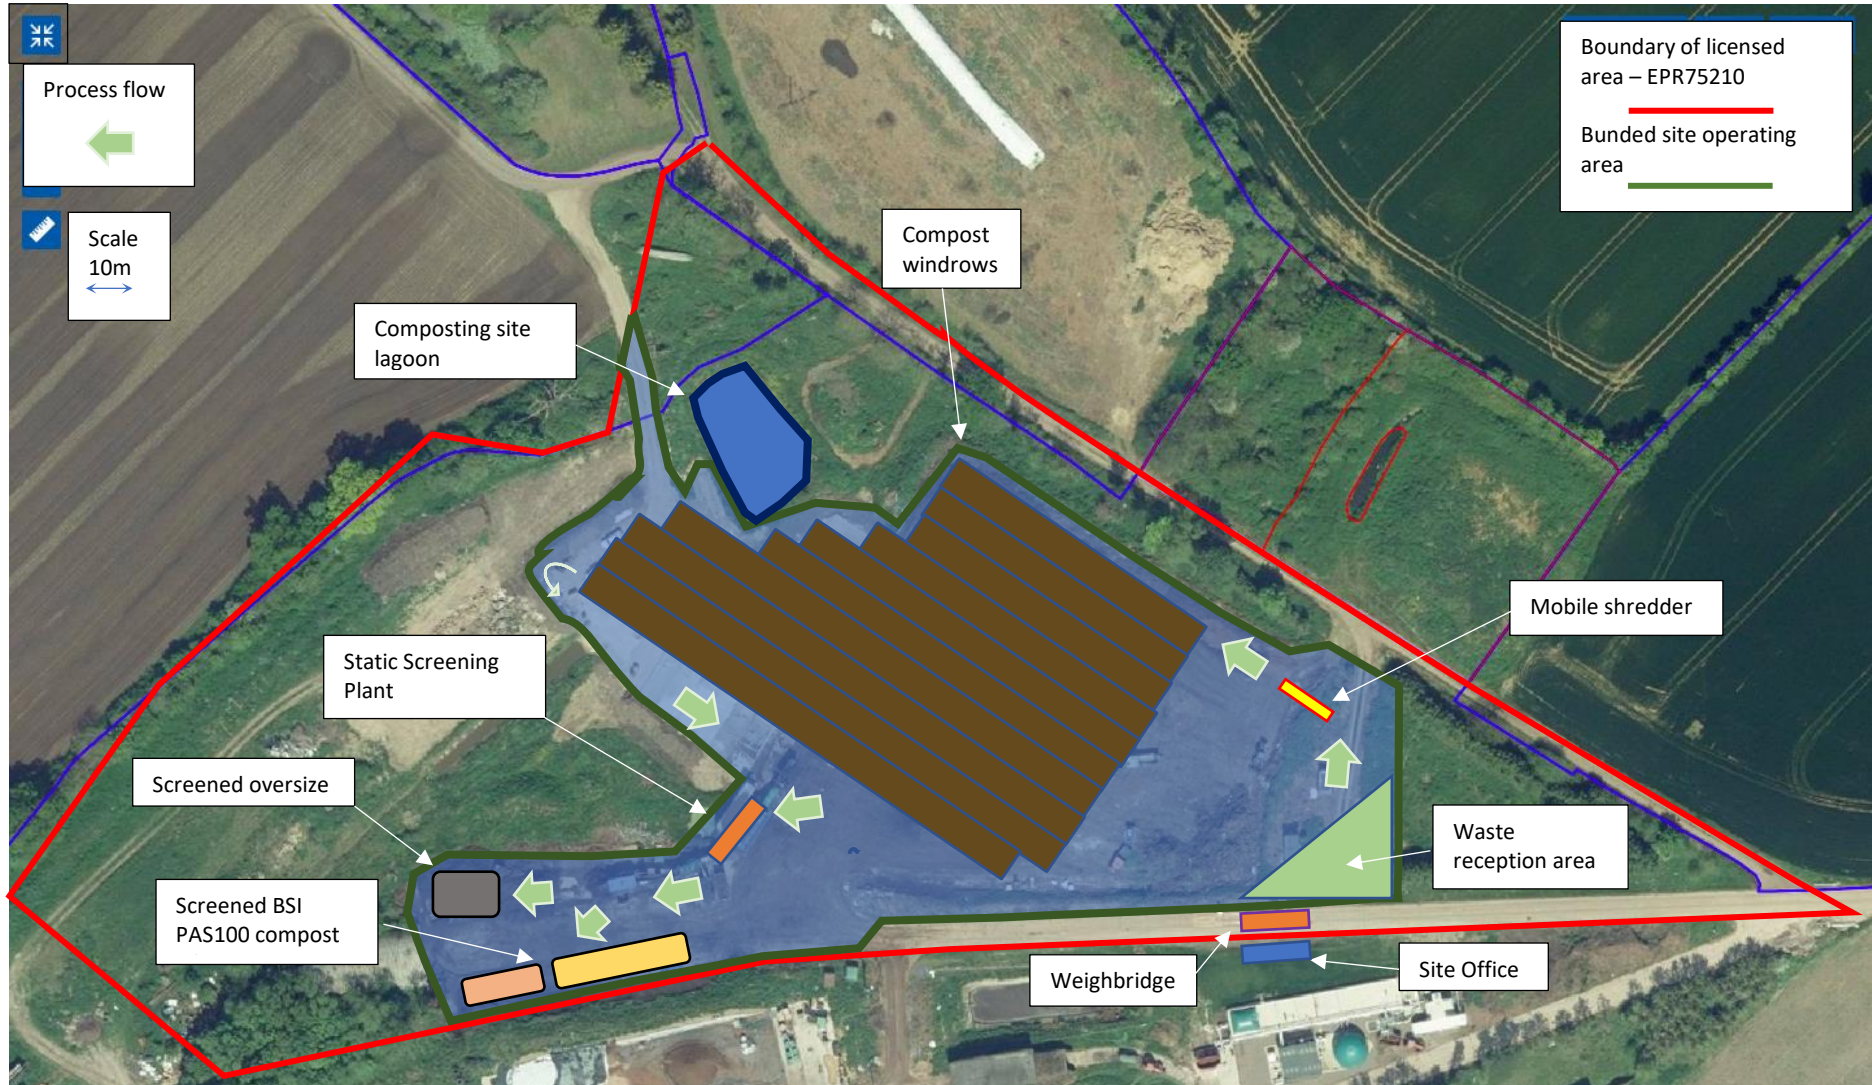 Process flow
Scale
10m
Boundary of licensed
area – EPR75210
Bunded site operating
area
Compost
windrows
Composting site
lagoon
Mobile shredder
Static Screening
Plant
Screened oversize
Waste
reception area
Screened BSI
PAS100 compost
Weighbridge
Site Office